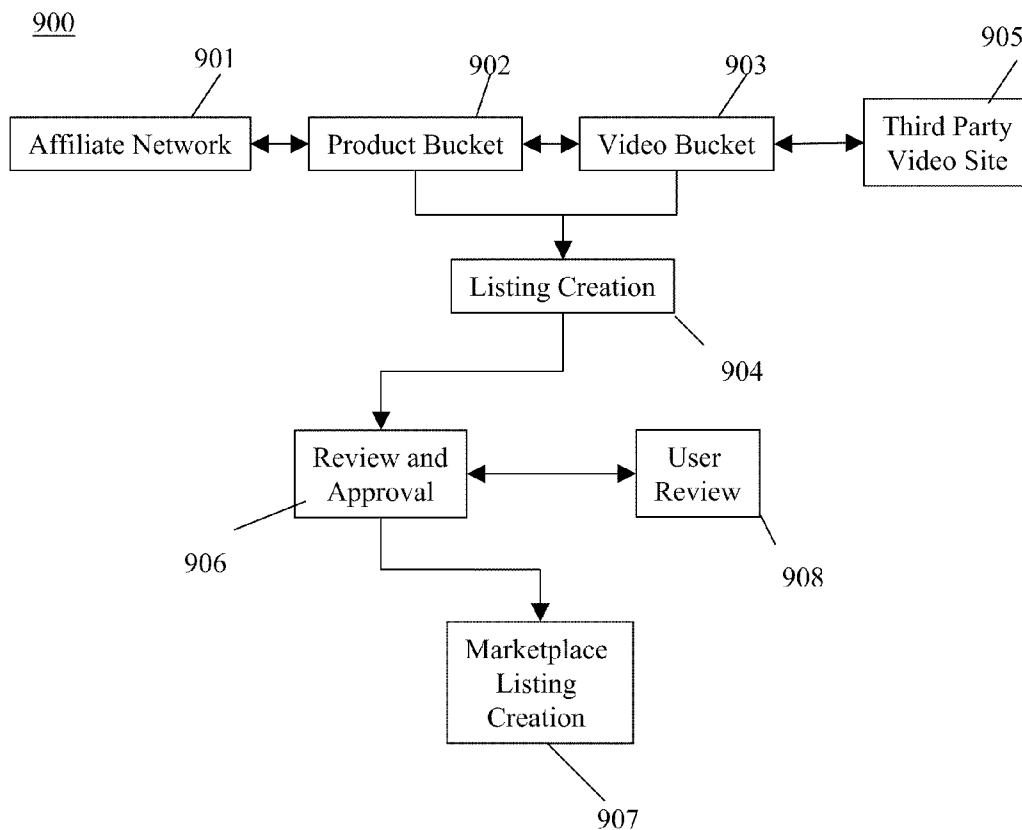 900
901
902
903
905
Affiliate Network
Product Bucket
Video Bucket
Third Party
Video Site
Listing Creation
904
Review and
Approval
User
Review
906
908
Marketplace
Listing
Creation
907